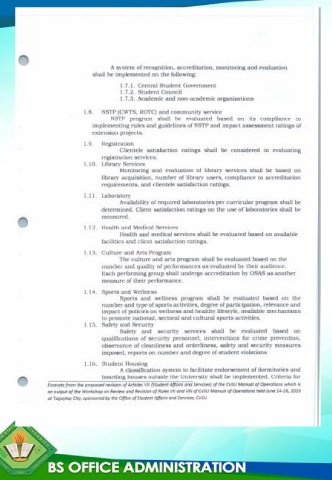 A system of recognition, accreditation, monitoring and evaluation
shall be implemented on the following:
1.7.1. Central Student Government
1.7.2. Student Council
1.7.3. Academic and non-academic organizations
1.8. NSTP (CWTS, ROTC) and community service
NSTP program shall be evaluated based on its compliance to
implementing rules and guidelines of NSTP and impact assessment ratings of
extension projects.
1.9. Registration
Clientele satisfaction ratings shall be considered in evaluating
registration services.
1.10. Library Services
Monitoring and evaluation of library services shall be based on
library acquisition, number of library users, compliance to accreditation
requirements, and clientele satisfaction ratings.
1.11. Laboratory
Availability of required laboratories per curricular program shall be
determined. Client satisfaction ratings on the use of laboratories shall be
measured.
1.12. Health and Medical Services
Health and medical services shall be evaluated based on available
facilities and client satisfaction ratings.
1.13. Culture and Arts Program
The culture and arts program shall be evaluated based on the
number and quality of performances as evaluated by their audience.
Each performing group shall undergo accreditation by OSAS as another
measure of their performance.
1.14. Sports and Wellness
Sports and wellness program shall be evaluated based on the
number and type of sports activities, degree of participation, relevance and
impact of policies on wellness and healthy lifestyle, available mechanisms
to promote national, sectoral and cultural sports activities.
1.15. Safety and Security
Safety and security services shall be evaluated based on
qualifications of security personnel, interventions for crime prevention,
observance of cleanliness and orderliness, safety and security measures
imposed, reports on number and degree of student violations
1.16. Student Housing
A classification system to facilitate endorsement of dormitories and
boarding houses outside the University shall be implemented. Criteria for
Excerpts from the proposed revision of Articles VII (Student Affairs and Services) of the CvSU Manual of Operations which is
an output of the Workshop on Review and Revision of Rules VII and VIII of CvSU Manual of Operations held June 14-16, 2016
at Tagaytay City, sponsored by the Office of Student Affairs and Services, CvSU.
BS OFFICE ADMINISTRATION